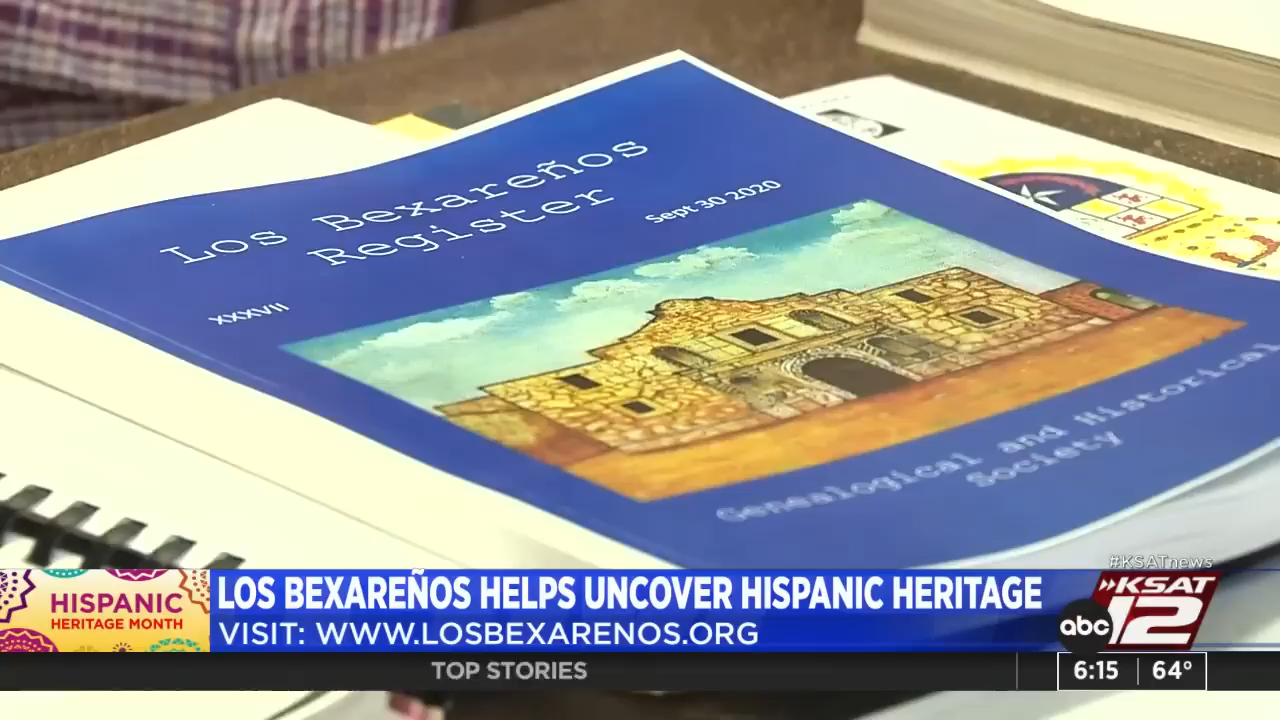 Los Bexareños
Register
Sept 30 2020
XXXVII
Genealogical and Historical
Society
#KSATnews
HISPANIC
HERITAGE MONTH
LOS BEXAREÑOS HELPS UNCOVER HISPANIC HERITAGE
VISIT: WWW.LOSBEXARENOS.ORG
abc
KSAT
12
TOP STORIES
6:15
64°